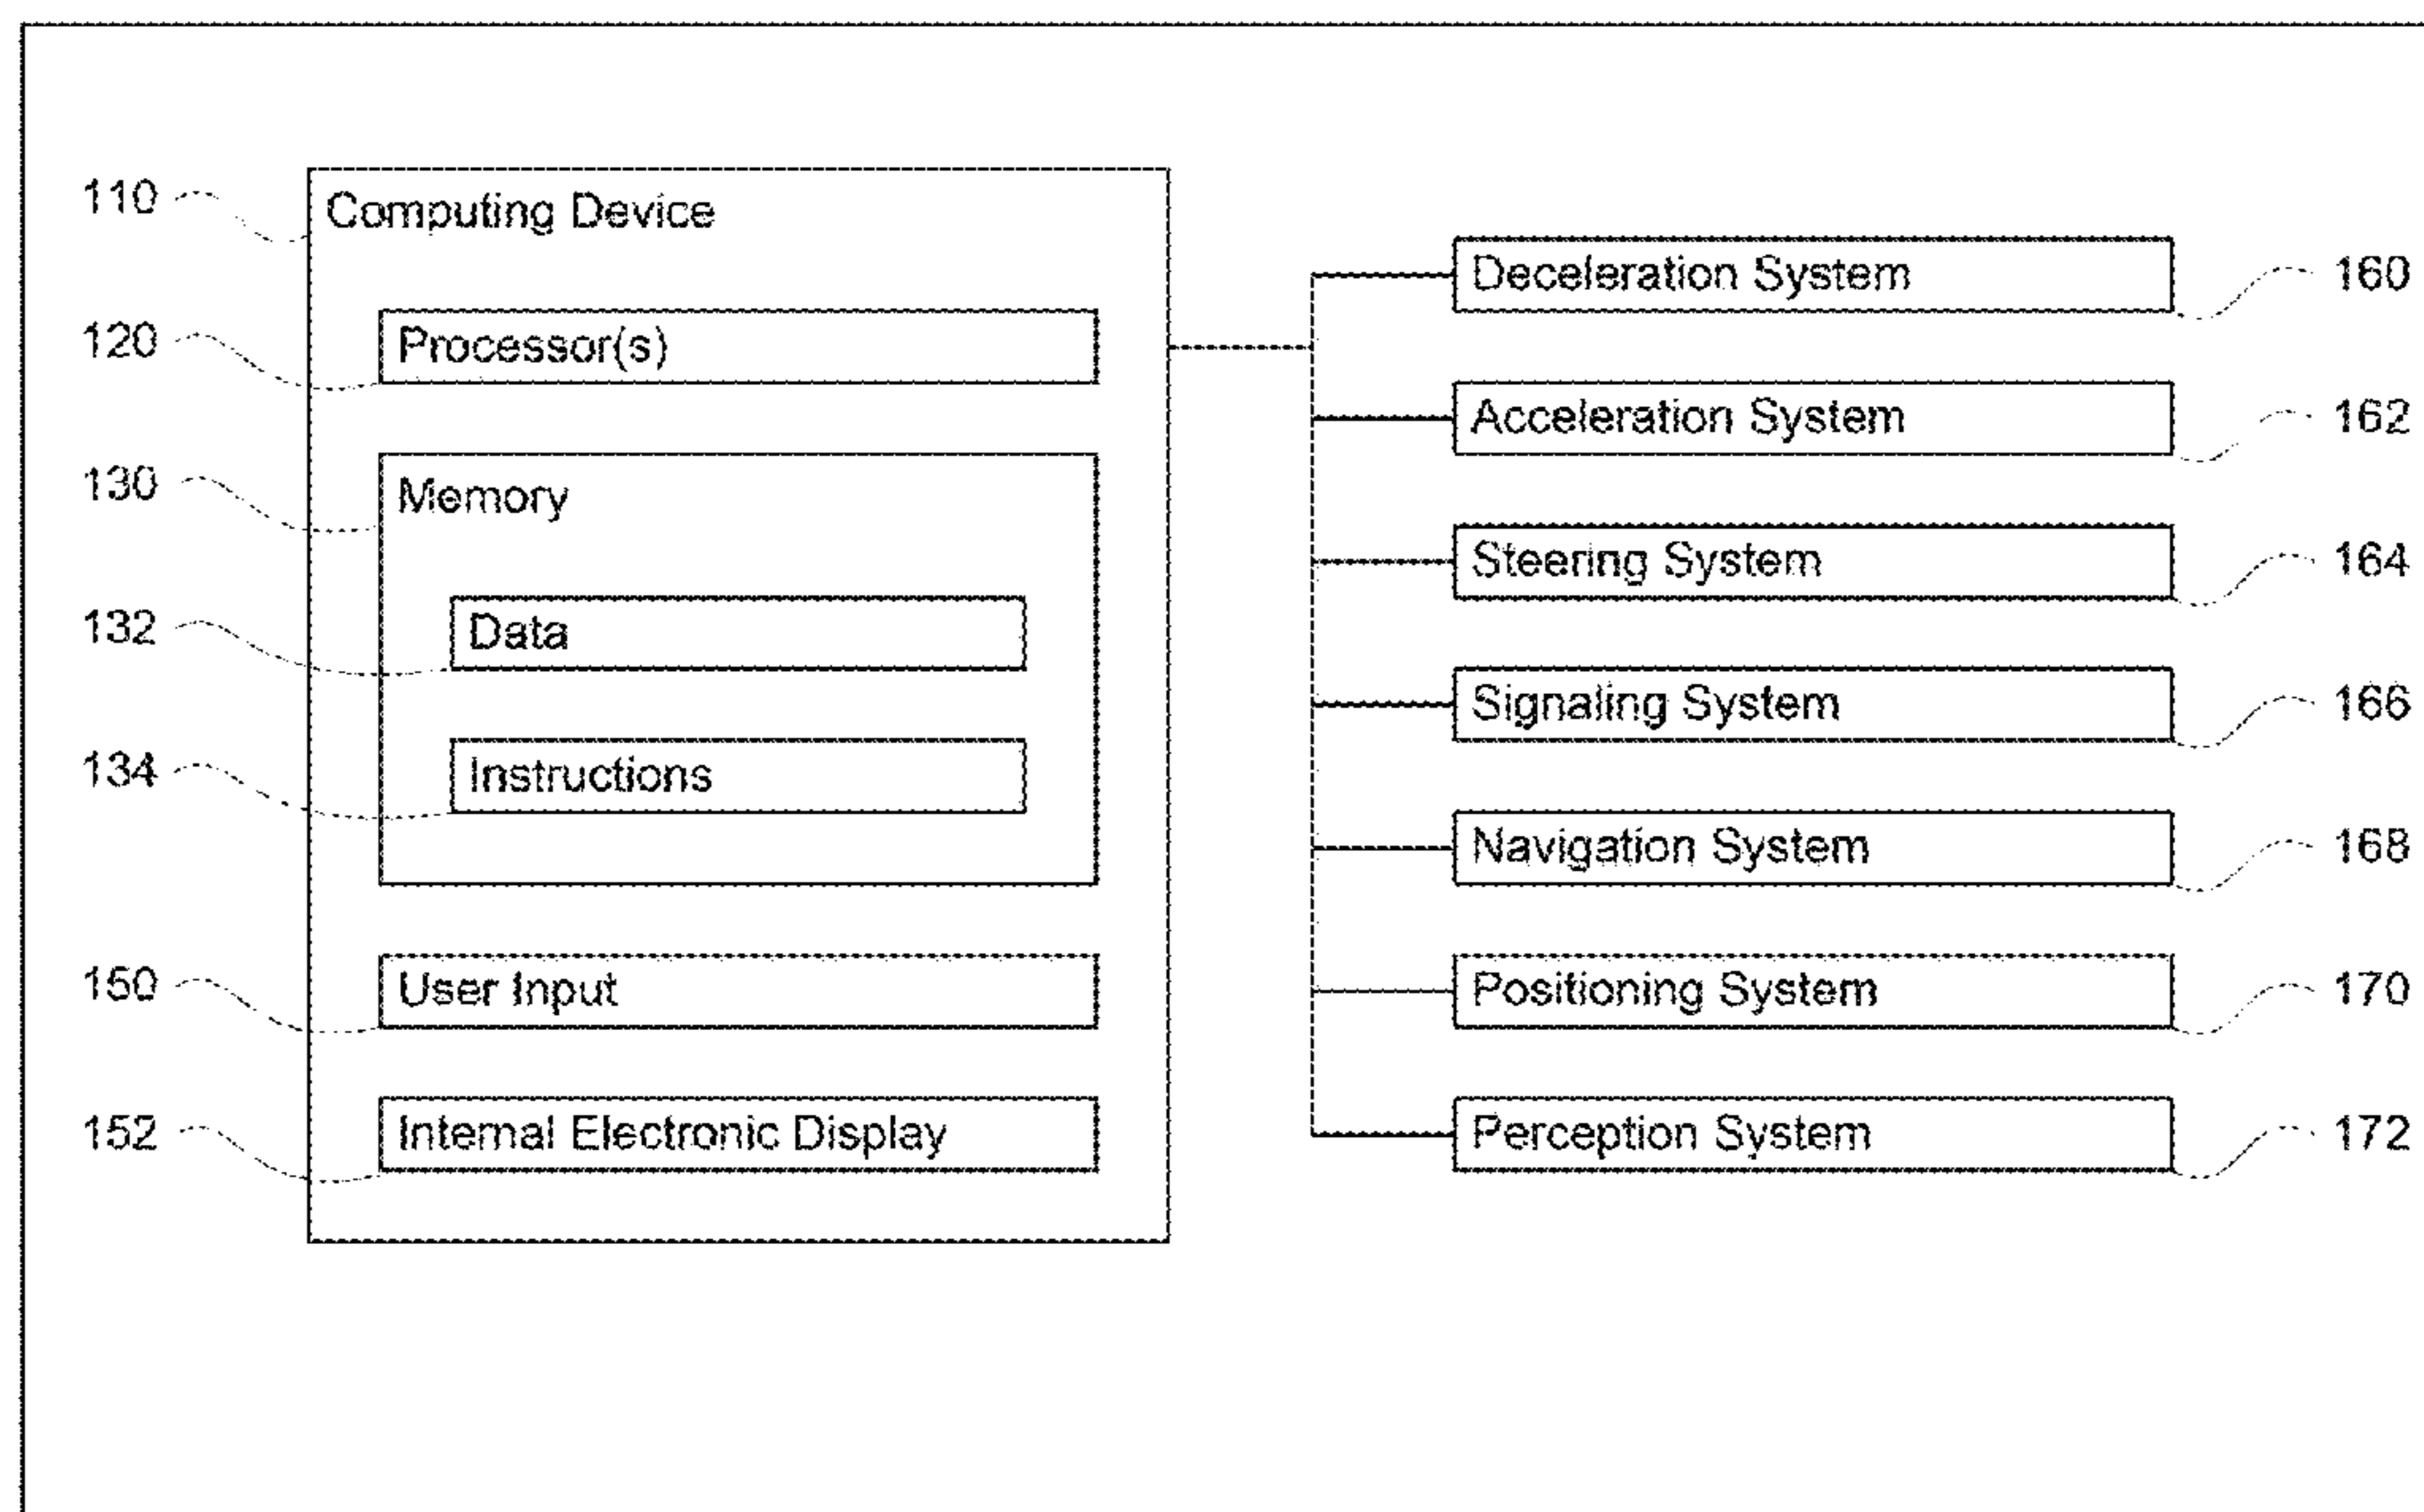 110
Computing Device
120
Processor(s)
130
Memory
132
Data
134
Instructions
150
User Input
152
Internal Electronic Display
Deceleration System
160
Acceleration System
162
Steering System
164
Signaling System
166
Navigation System
168
Positioning System
170
Perception System
172